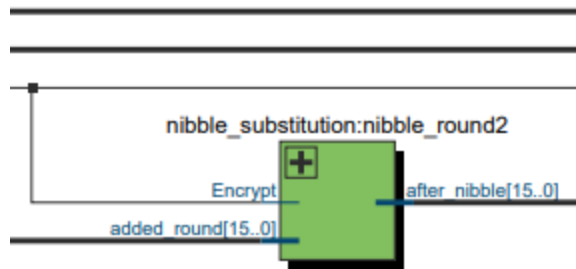 nibble_substitution:nibble_round2
Encrypt
after_nibble[15..0]
added_round[15..0]